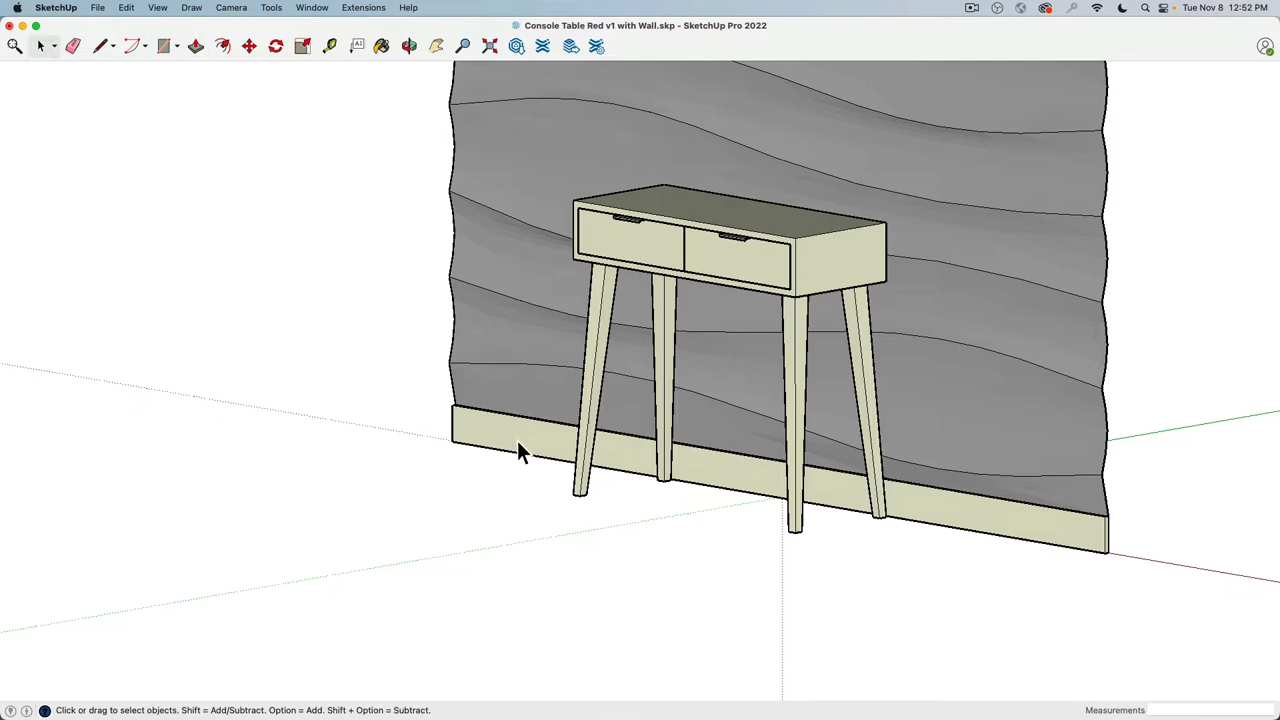 SketchUp File Edit View Draw Camera Tools Window Extensions Help Tue Nov 8 12:52 PM
Console Table Red v1 with Wall.skp - SketchUp Pro 2022
A1
Click or drag to select objects. Shift = Add/Subtract. Option = Add. Shift + Option = Subtract. Measurements